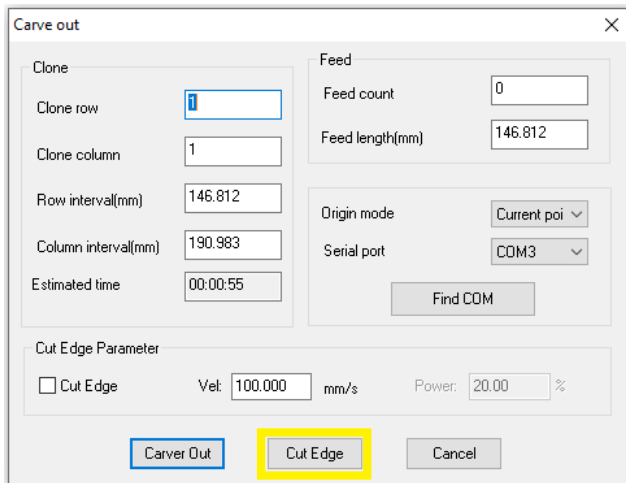 Carve out
Clone
Clone row 1
Clone column 1
Row interval(mm) 146.812
Column interval(mm) 190.983
Estimated time 00:00:55
Feed
Feed count 0
Feed length(mm) 146.812
Origin mode Current poi
Serial port COM3
Find COM
Cut Edge Parameter
Cut Edge Vel: 100.000 mm/s Power: 20.00 %
Carver Out Cut Edge Cancel